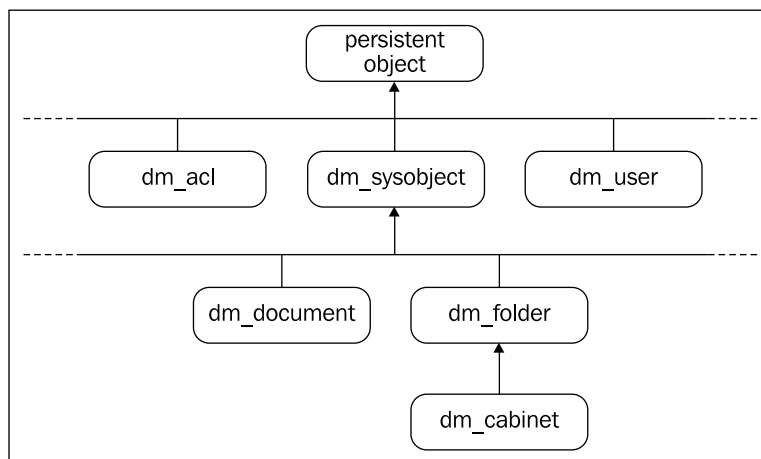 persistent
object
dm_acl
dm_sysobject
dm_user
dm_document
dm_folder
dm_cabinet